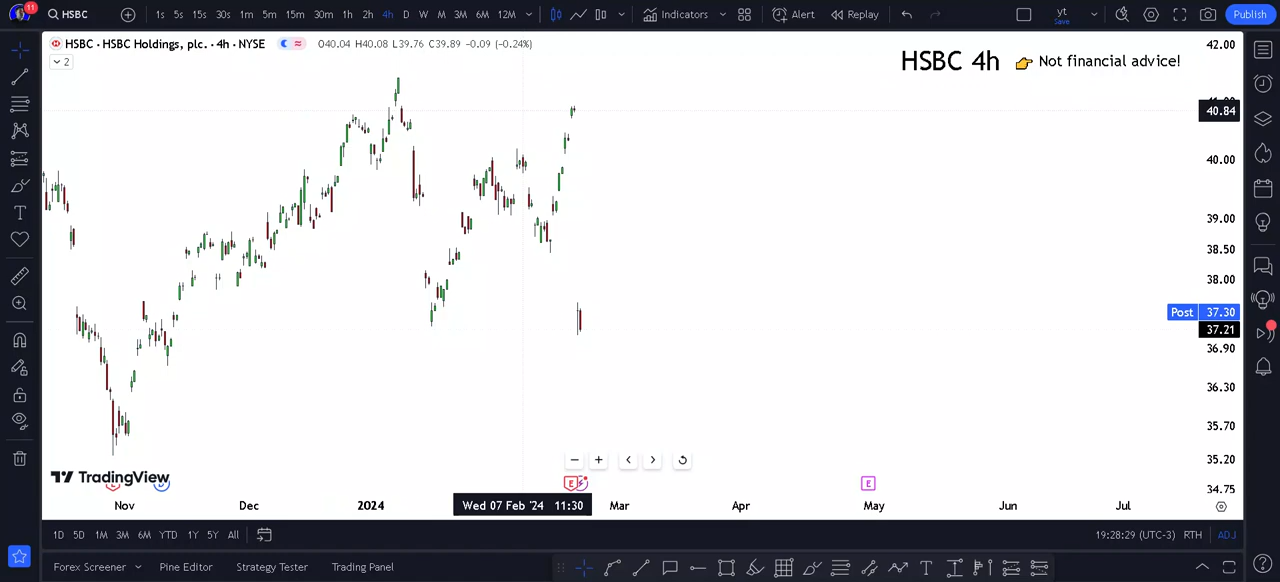 11 HSBC 1s 5s 15s 30s 1m 5m 15m 30m 1h 2h 4h D W M 3M 6M 12M Indicators Alert Replay yt Save Publish
HSBC · HSBC Holdings, plc. · 4h · NYSE O40.04 H40.08 L39.76 C39.89 -0.09 (-0.24%)
2
HSBC 4h 👉 Not financial advice!
42.00
40.84
40.00
39.00
38.50
38.00
Post 37.30
37.21
36.90
36.30
35.70
35.20
34.75
TradingView
E
E
Nov Dec 2024 Wed 07 Feb '24 11:30 Mar Apr May Jun Jul
1D 5D 1M 3M 6M YTD 1Y 5Y All 19:28:29 (UTC-3) RTH ADJ
Forex Screener Pine Editor Strategy Tester Trading Panel